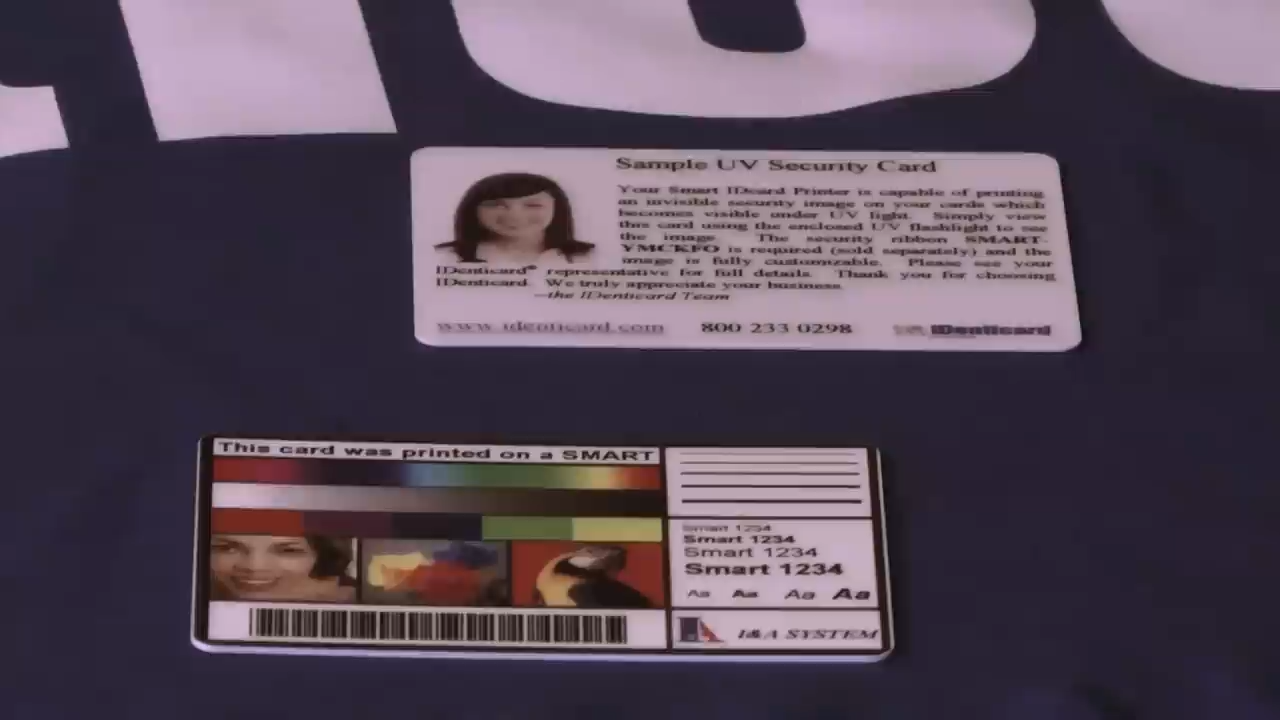 Sample UV Security Card
Your Smart IDcard Printer is capable of printing
an invisible security image on your cards which
becomes visible under UV light. Simply view
this card using the enclosed UV flashlight to see
the image. The security ribbon SMART-
YMCKFO is required (sold separately) and the
image is fully customizable. Please see your
IDenticard® representative for full details. Thank you for choosing
IDenticard. We truly appreciate your business.
–the IDenticard Team
www.identicard.com 800 233 0298 IDenticard
This card was printed on a SMART
Smart 1234
Smart 1234
Smart 1234
Smart 1234
Aa Aa Aa Aa
I&A SYSTEM